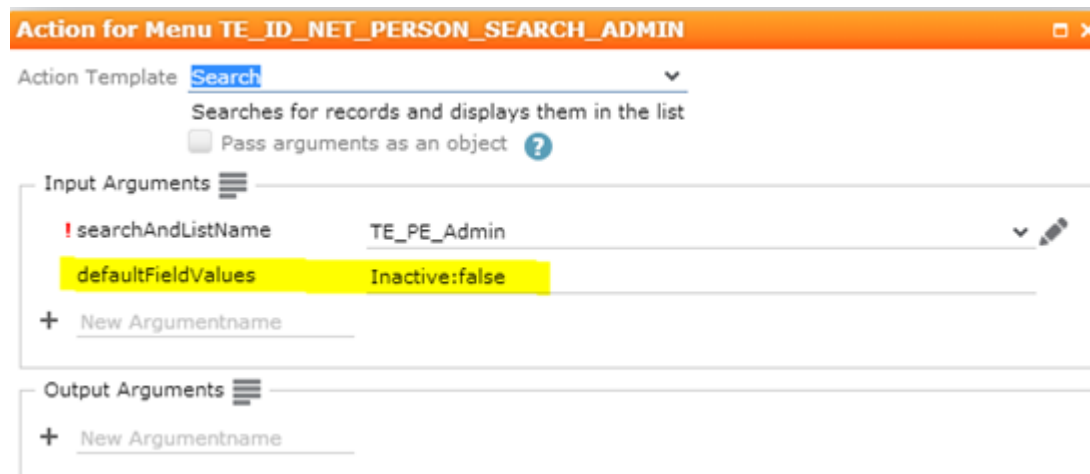 Action for Menu TE_ID_NET_PERSON_SEARCH_ADMIN
Action Template Search
Searches for records and displays them in the list
Pass arguments as an object ?
Input Arguments
! searchAndListName TE_PE_Admin
defaultFieldValues Inactive:false
+ New Argumentname
Output Arguments
+ New Argumentname